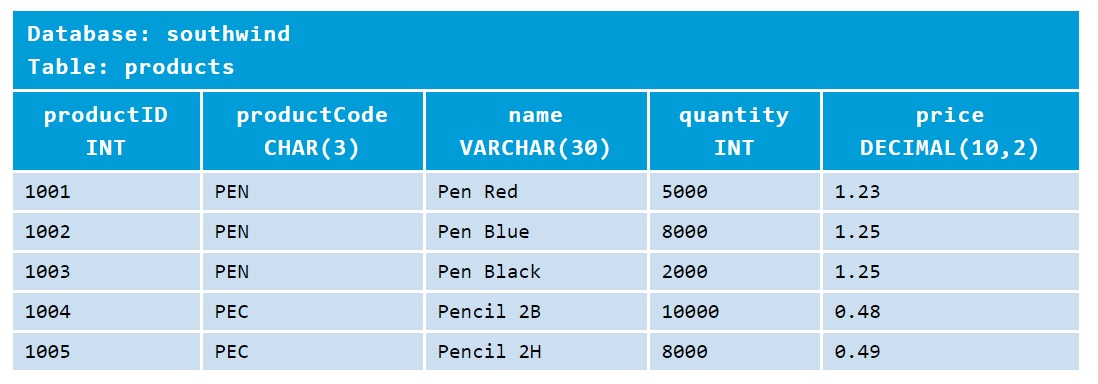 Database: southwind
Table: products
productID productCode name quantity price
INT CHAR(3) VARCHAR(30) INT DECIMAL(10,2)
1001 PEN Pen Red 5000 1.23
1002 PEN Pen Blue 8000 1.25
1003 PEN Pen Black 2000 1.25
1004 PEC Pencil 2B 10000 0.48
1005 PEC Pencil 2H 8000 0.49